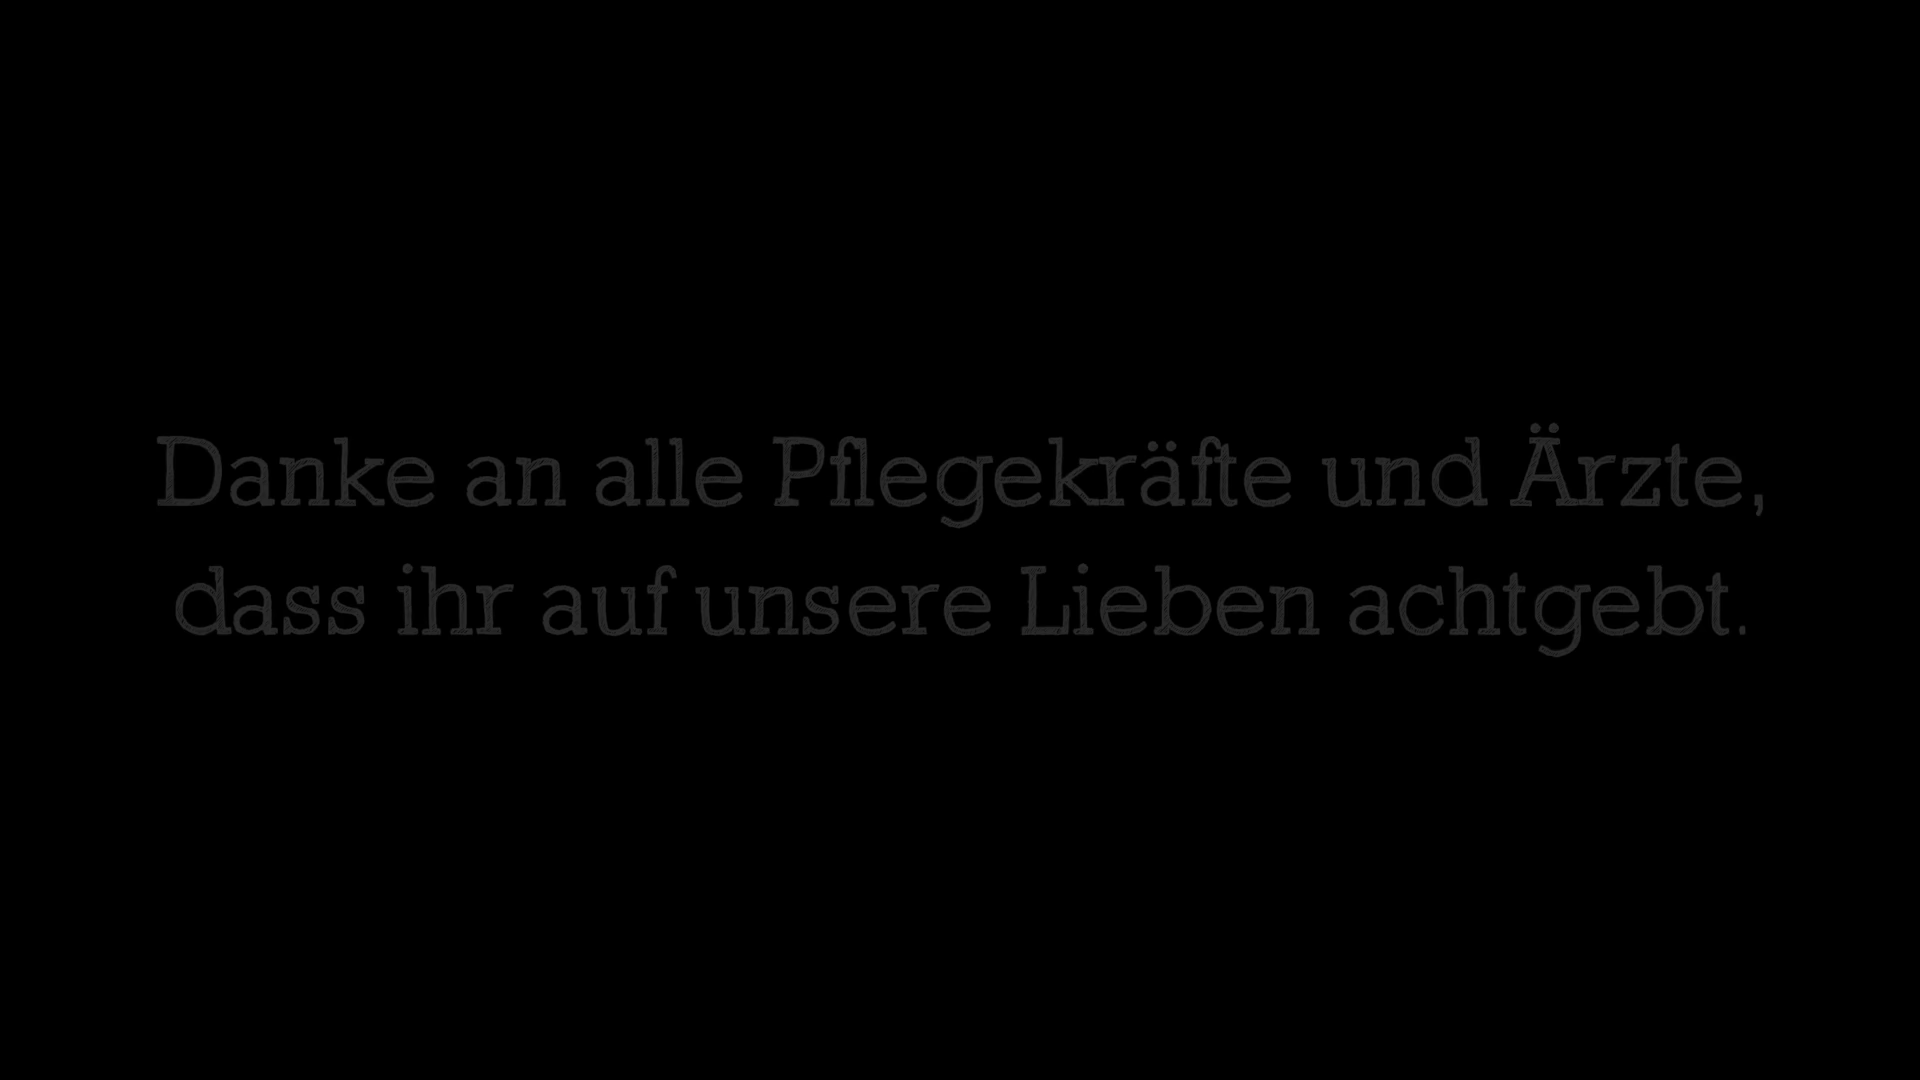 Danke an alle Pflegekräfte und Ärzte,
dass ihr auf unsere Lieben achtgebt.